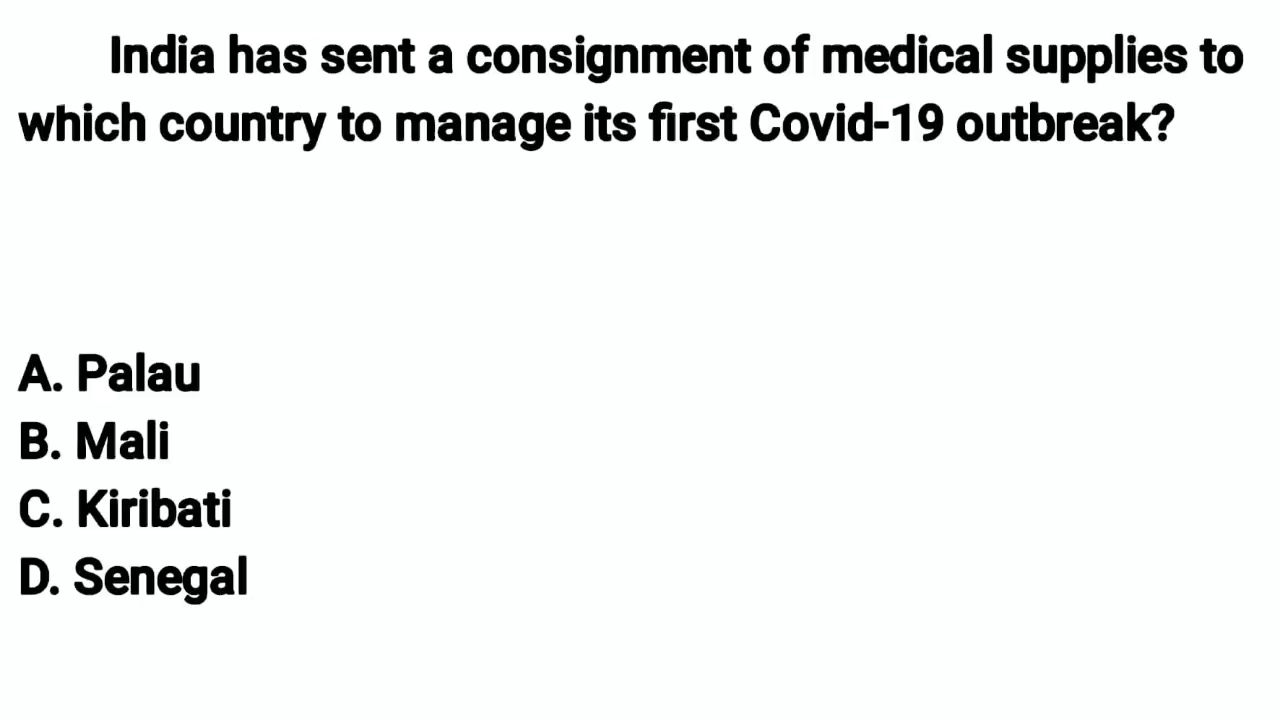 India has sent a consignment of medical supplies to
which country to manage its first Covid-19 outbreak?
A. Palau
B. Mali
C. Kiribati
D. Senegal